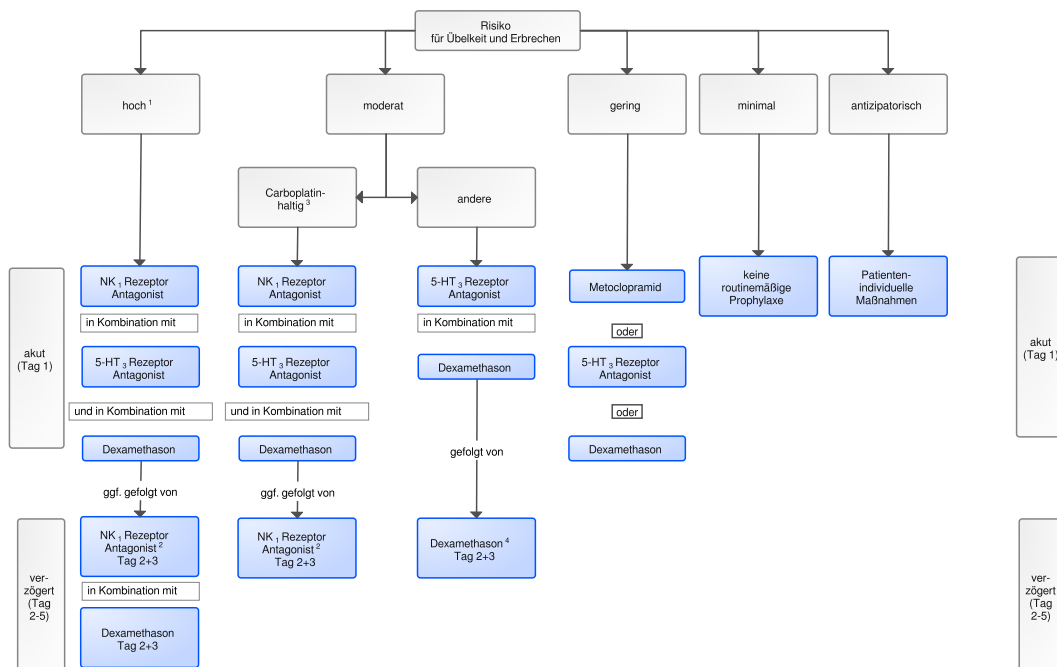 Risiko
für Übelkeit und Erbrechen
hoch 1
moderat
gering
minimal
antizipatorisch
Carboplatin-
haltig 3
andere
akut
(Tag 1)
NK 1 Rezeptor
Antagonist
in Kombination mit
5-HT 3 Rezeptor
Antagonist
und in Kombination mit
Dexamethason
ggf. gefolgt von
NK 1 Rezeptor
Antagonist 2
Tag 2+3
in Kombination mit
Dexamethason
Tag 2+3
NK 1 Rezeptor
Antagonist
in Kombination mit
5-HT 3 Rezeptor
Antagonist
und in Kombination mit
Dexamethason
ggf. gefolgt von
NK 1 Rezeptor
Antagonist 2
Tag 2+3
5-HT 3 Rezeptor
Antagonist
in Kombination mit
Dexamethason
gefolgt von
Dexamethason 4
Tag 2+3
Metoclopramid
oder
5-HT 3 Rezeptor
Antagonist
oder
Dexamethason
keine
routinemäßige
Prophylaxe
Patienten-
individuelle
Maßnahmen
akut
(Tag 1)
ver-
zögert
(Tag
2-5)
ver-
zögert
(Tag
2-5)